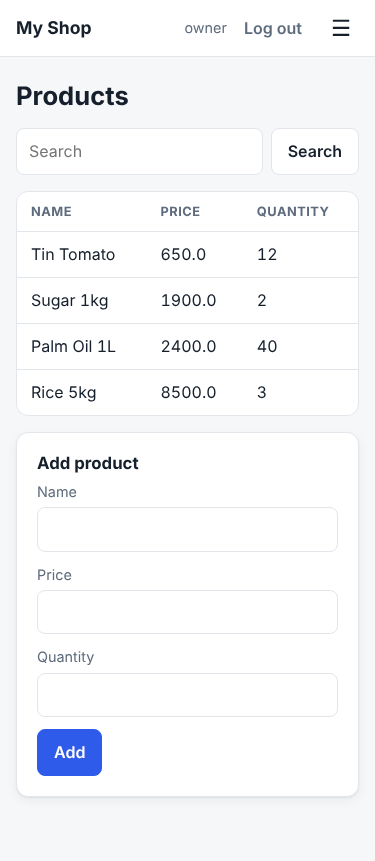 My Shop owner Log out ☰
Products
Search Search
NAME PRICE QUANTITY
Tin Tomato 650.0 12
Sugar 1kg 1900.0 2
Palm Oil 1L 2400.0 40
Rice 5kg 8500.0 3
Add product
Name
Price
Quantity
Add